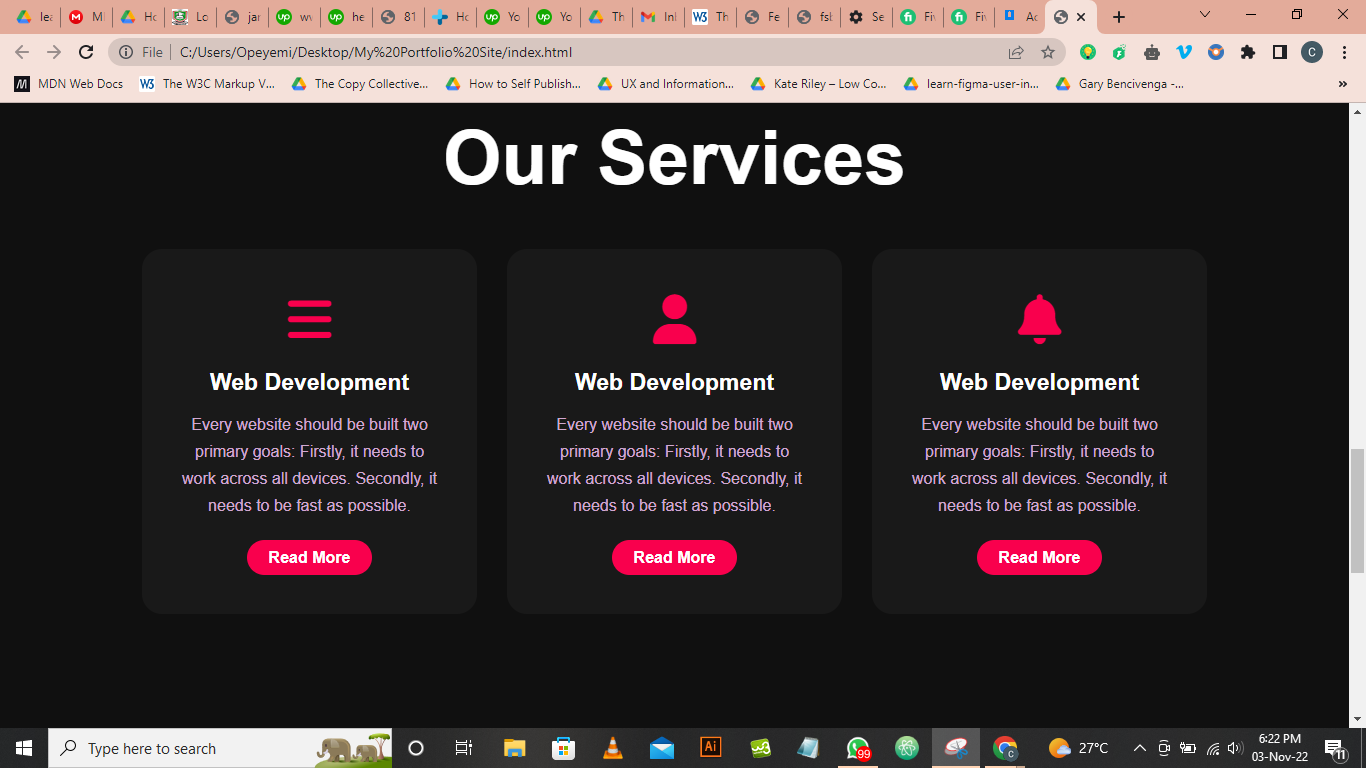 lea
MI
Ho
Lo
jar
wv
he
81
Ho
Yo
Yo
Th
Inl
Th
Fe
fsl
Se
Fiv
Fiv
Ac
File
C:/Users/Opeyemi/Desktop/My%20Portfolio%20Site/index.html
C
MDN Web Docs
The W3C Markup V...
The Copy Collective...
How to Self Publish...
UX and Information...
Kate Riley – Low Co...
learn-figma-user-in...
Gary Bencivenga -...
»
Our Services
Web Development
Every website should be built two
primary goals: Firstly, it needs to
work across all devices. Secondly, it
needs to be fast as possible.
Read More
Web Development
Every website should be built two
primary goals: Firstly, it needs to
work across all devices. Secondly, it
needs to be fast as possible.
Read More
Web Development
Every website should be built two
primary goals: Firstly, it needs to
work across all devices. Secondly, it
needs to be fast as possible.
Read More
Type here to search
Ai
99
27°C
6:22 PM
03-Nov-22
11